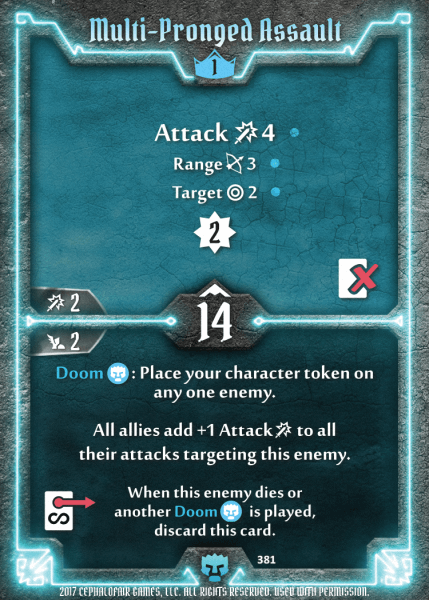 Multi-Pronged Assault
1
Attack 4
Range 3
Target 2
2
2
14
2
Doom : Place your character token on
any one enemy.
All allies add +1 Attack to all
their attacks targeting this enemy.
When this enemy dies or
another Doom is played,
discard this card.
381
2017 CEPHALOFAIR GAMES, LLC. ALL RIGHTS RESERVED. USED WITH PERMISSION.